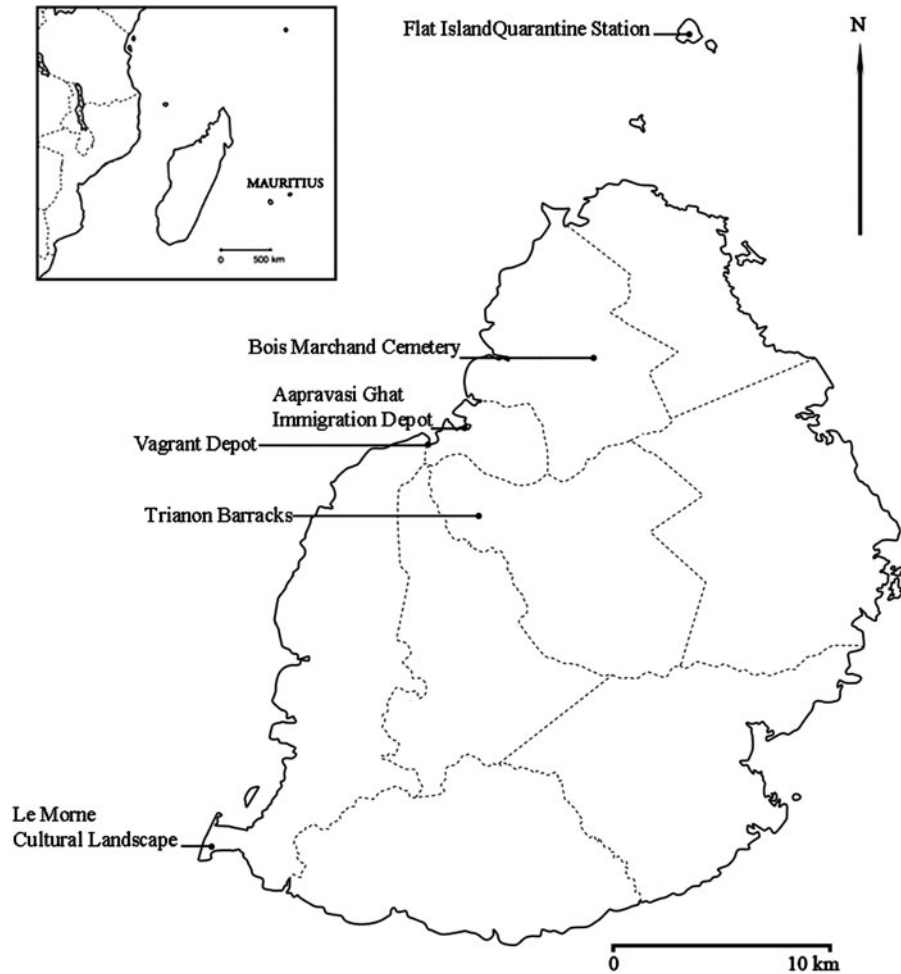 Flat IslandQuarantine Station
N
MAURITIUS
0 500 km
Bois Marchand Cemetery
Aapravasi Ghat
Immigration Depot
Vagrant Depot
Trianon Barracks
Le Morne
Cultural Landscape
0 10 km